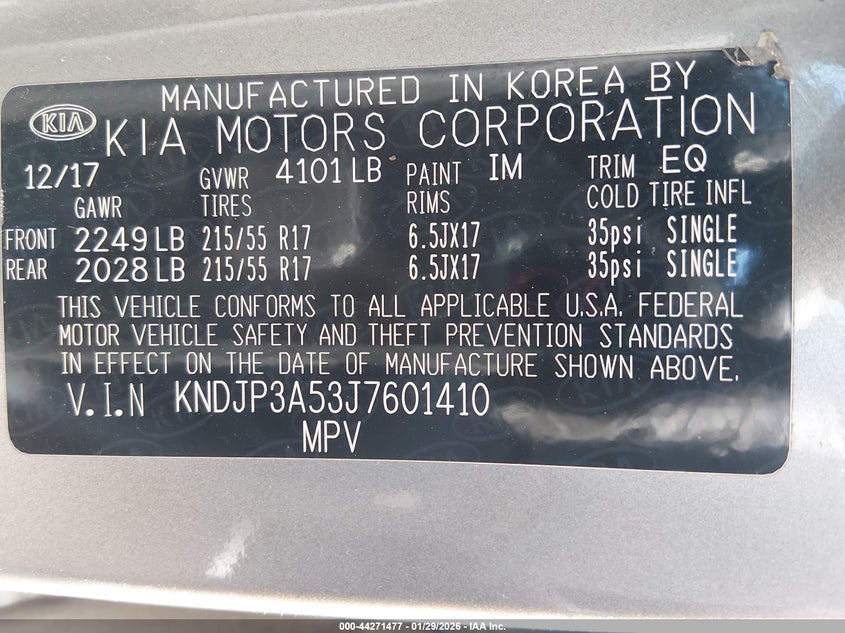 MANUFACTURED IN KOREA BY
KIA KIA MOTORS CORPORATION
12/17 GVWR 4101 LB PAINT IM TRIM EQ
GAWR TIRES RIMS COLD TIRE INFL
FRONT 2249 LB 215/55 R17 6.5JX17 35psi SINGLE
REAR 2028 LB 215/55 R17 6.5JX17 35psi SINGLE
THIS VEHICLE CONFORMS TO ALL APPLICABLE U.S.A. FEDERAL
MOTOR VEHICLE SAFETY AND THEFT PREVENTION STANDARDS
IN EFFECT ON THE DATE OF MANUFACTURE SHOWN ABOVE.
V.I.N KNDJP3A53J7601410
MPV
000-44271477 - 01/29/2026 - IAA Inc.